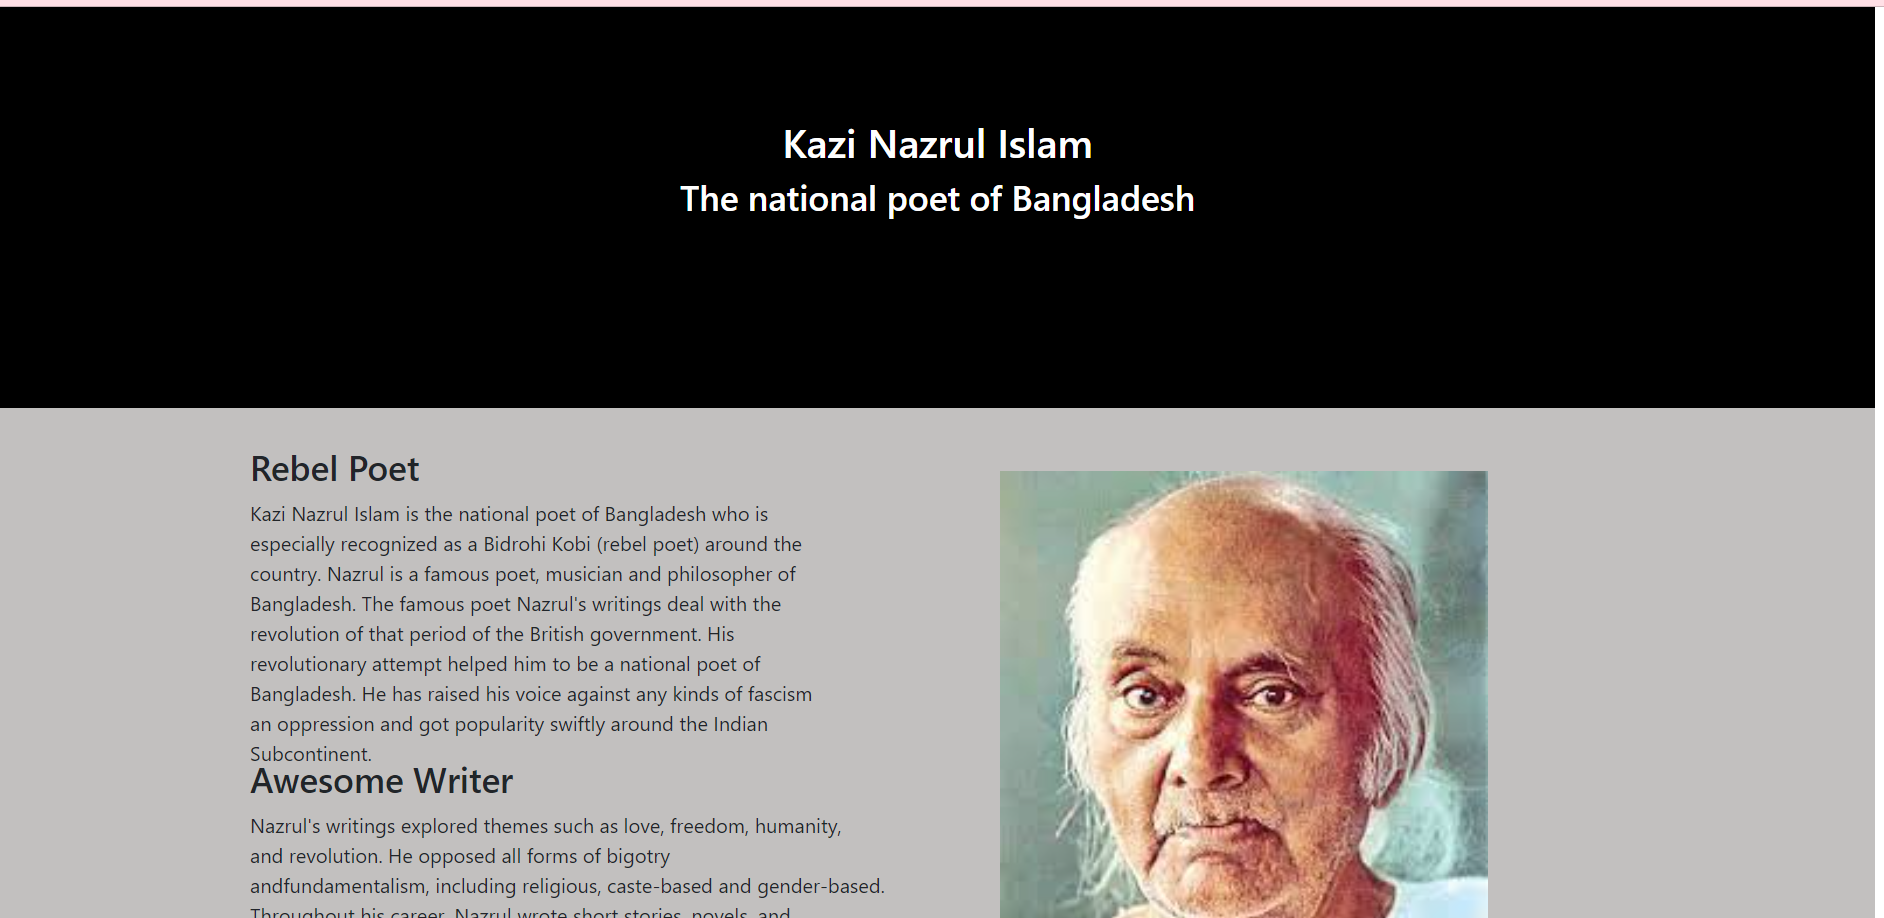 Kazi Nazrul Islam
The national poet of Bangladesh
Rebel Poet
Kazi Nazrul Islam is the national poet of Bangladesh who is
especially recognized as a Bidrohi Kobi (rebel poet) around the
country. Nazrul is a famous poet, musician and philosopher of
Bangladesh. The famous poet Nazrul's writings deal with the
revolution of that period of the British government. His
revolutionary attempt helped him to be a national poet of
Bangladesh. He has raised his voice against any kinds of fascism
an oppression and got popularity swiftly around the Indian
Subcontinent.
Awesome Writer
Nazrul's writings explored themes such as love, freedom, humanity,
and revolution. He opposed all forms of bigotry
andfundamentalism, including religious, caste-based and gender-based.
Throughout his career, Nazrul wrote short stories, novels, and